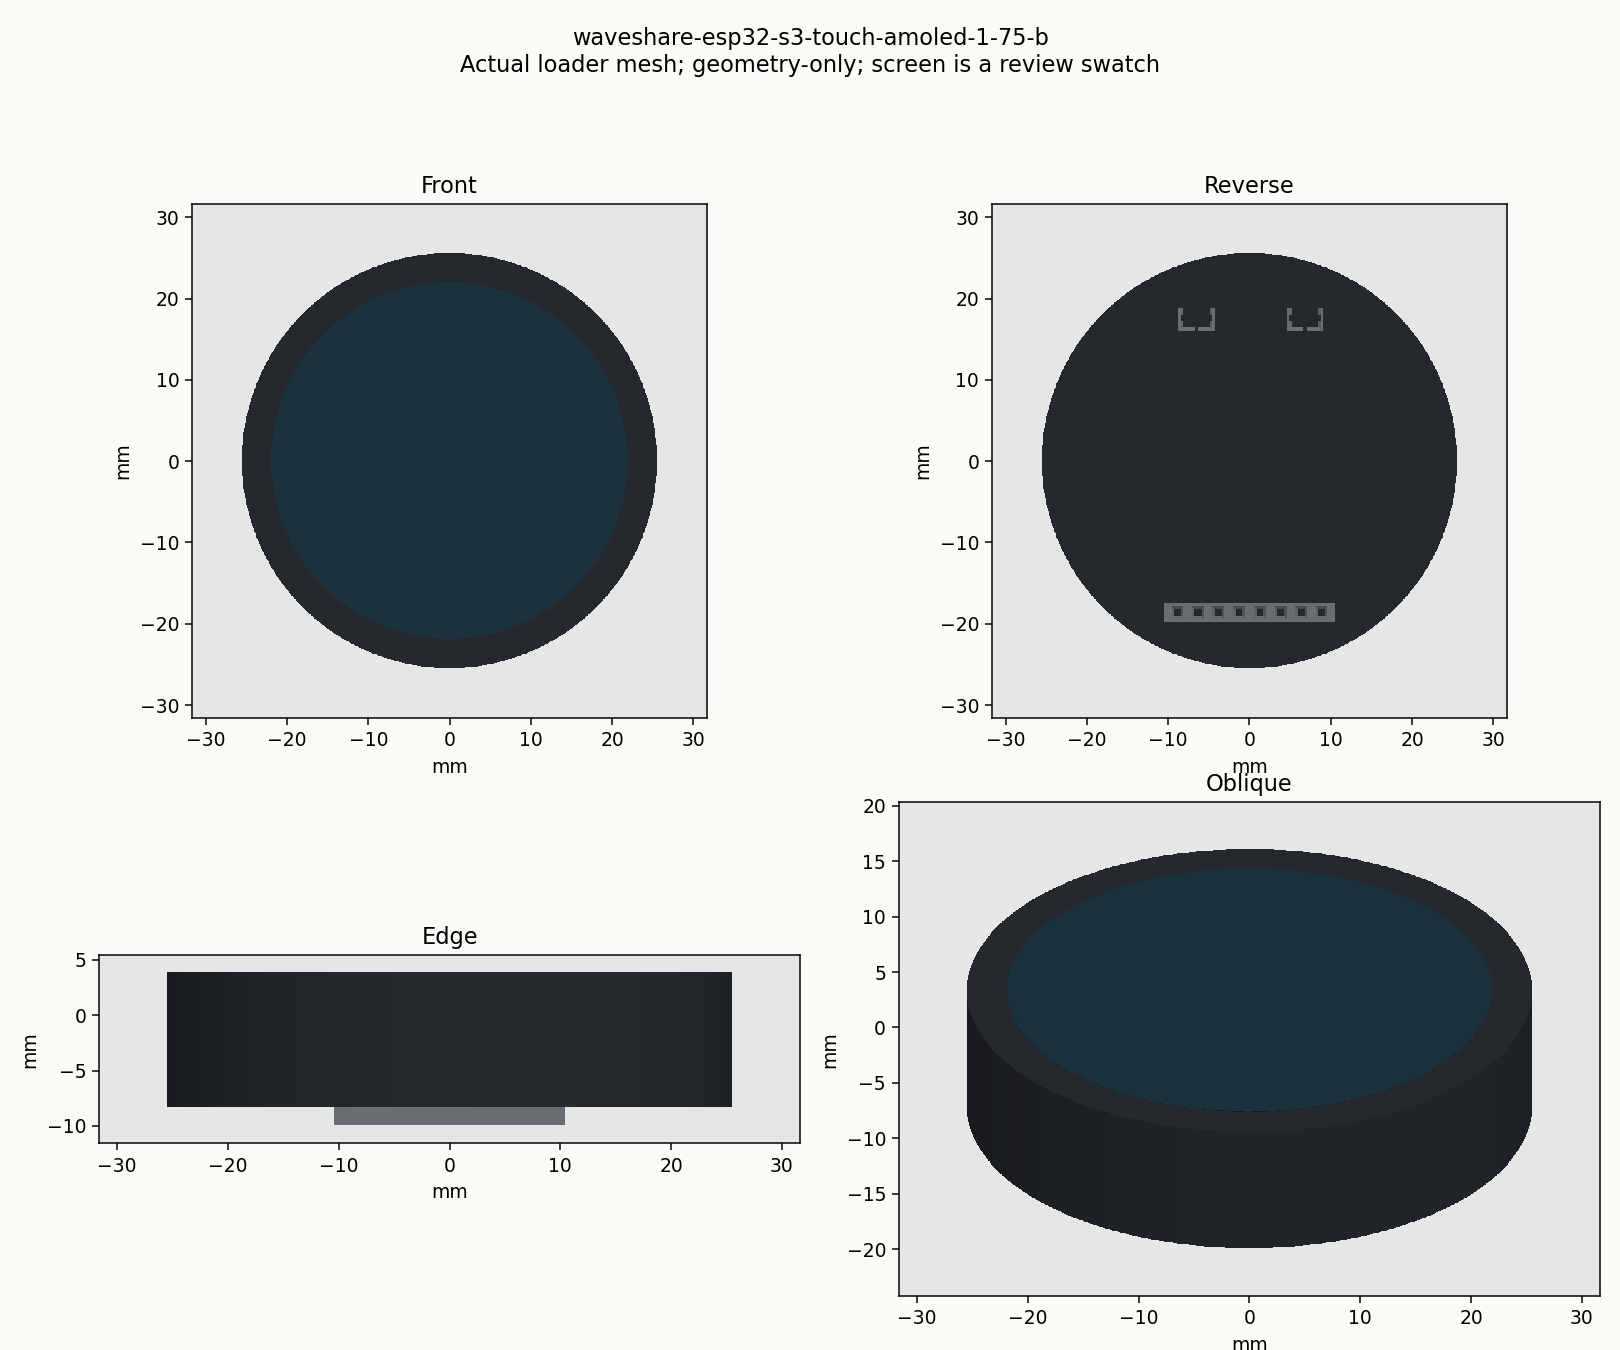 waveshare-esp32-s3-touch-amoled-1-75-b
Actual loader mesh; geometry-only; screen is a review swatch
Front
30
20
10
0
−10
−20
−30
mm
−30 −20 −10 0 10 20 30
mm
Reverse
30
20
10
0
−10
−20
−30
mm
−30 −20 −10 0 10 20 30
mm
Edge
5
0
−5
−10
mm
−30 −20 −10 0 10 20 30
mm
Oblique
20
15
10
5
0
−5
−10
−15
−20
mm
−30 −20 −10 0 10 20 30
mm